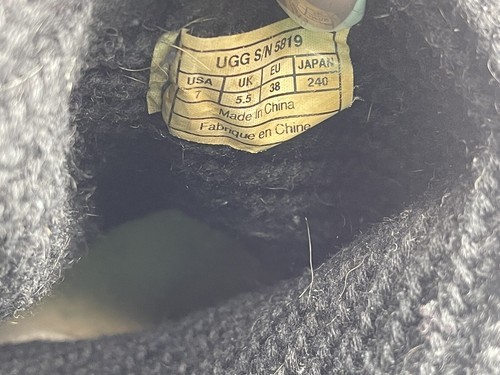 UGG S/N 5819
USA UK EU JAPAN
7 5.5 38 240
Made in China
Fabriqué en Chine